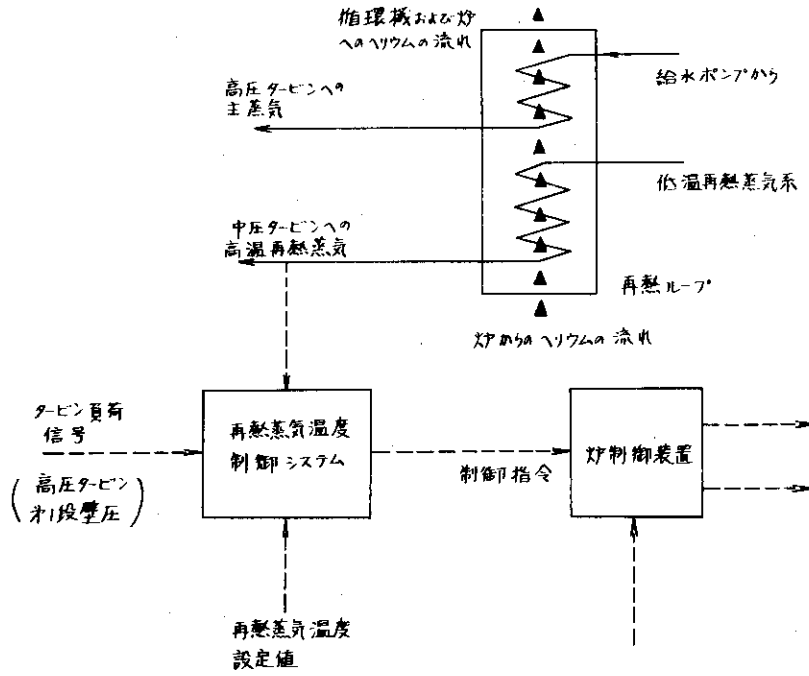 循環機および炉
へのヘリウムの流れ
給水ポンプから
高圧タービンへの
主蒸気
低温再熱蒸気系
中圧タービンへの
高温再熱蒸気
再熱ループ
炉からのヘリウムの流れ
タービン負荷
信号
(高圧タービン
才1段壁圧)
再熱蒸気温度
制御システム
制御指令
炉制御装置
再熱蒸気温度
設定値